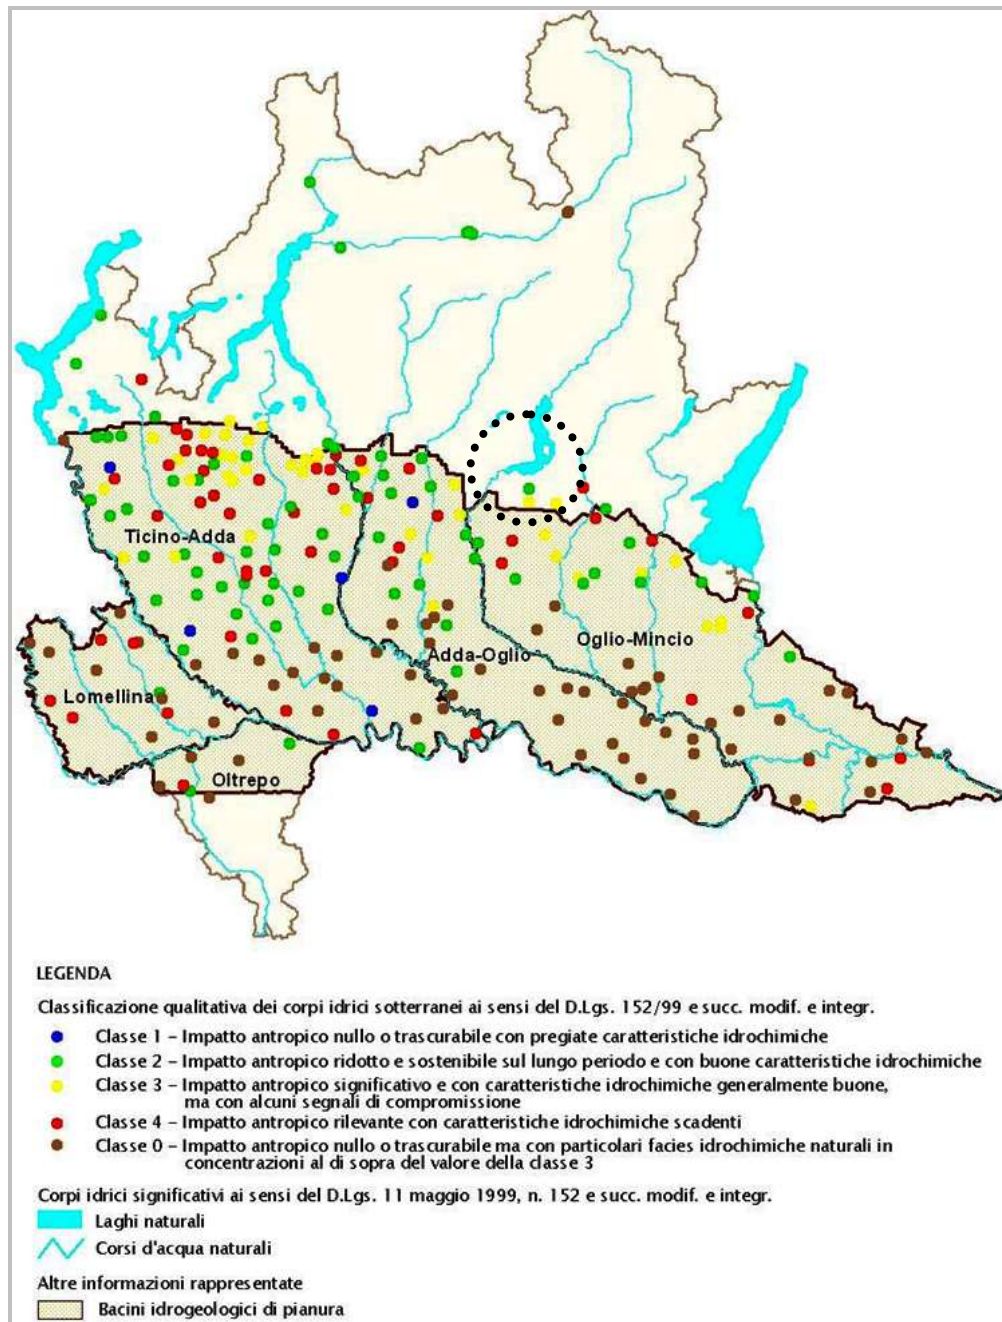 Ticino-Adda
Oglio-Mincio
Adda-Oglio
Lomellina
Oltrepo
LEGENDA
Classificazione qualitativa dei corpi idrici sotterranei ai sensi del D.Lgs. 152/99 e succ. modif. e integr.
Classe 1 – Impatto antropico nullo o trascurabile con pregiate caratteristiche idrochimiche
Classe 2 – Impatto antropico ridotto e sostenibile sul lungo periodo e con buone caratteristiche idrochimiche
Classe 3 – Impatto antropico significativo e con caratteristiche idrochimiche generalmente buone,
ma con alcuni segnali di compromissione
Classe 4 – Impatto antropico rilevante con caratteristiche idrochimiche scadenti
Classe 0 – Impatto antropico nullo o trascurabile ma con particolari facies idrochimiche naturali in
concentrazioni al di sopra del valore della classe 3
Corpi idrici significativi ai sensi del D.Lgs. 11 maggio 1999, n. 152 e succ. modif. e integr.
Laghi naturali
Corsi d'acqua naturali
Altre informazioni rappresentate
Bacini idrogeologici di pianura